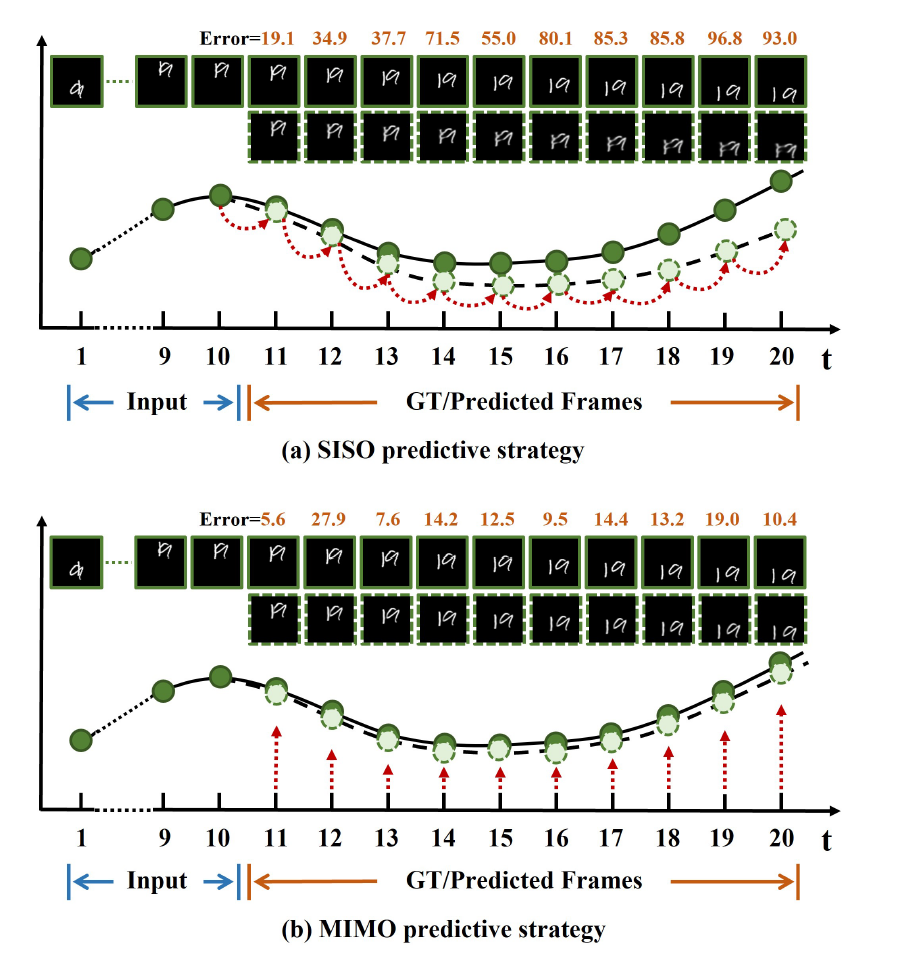 Error=19.1 34.9 37.7 71.5 55.0 80.1 85.3 85.8 96.8 93.0
1 9 10 11 12 13 14 15 16 17 18 19 20 t
Input GT/Predicted Frames
(a) SISO predictive strategy
Error=5.6 27.9 7.6 14.2 12.5 9.5 14.4 13.2 19.0 10.4
1 9 10 11 12 13 14 15 16 17 18 19 20 t
Input GT/Predicted Frames
(b) MIMO predictive strategy